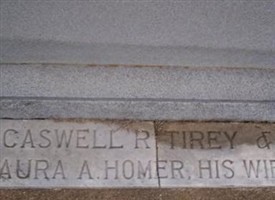 CASWELL R TIREY &
AURA A. HOMER, HIS WIF